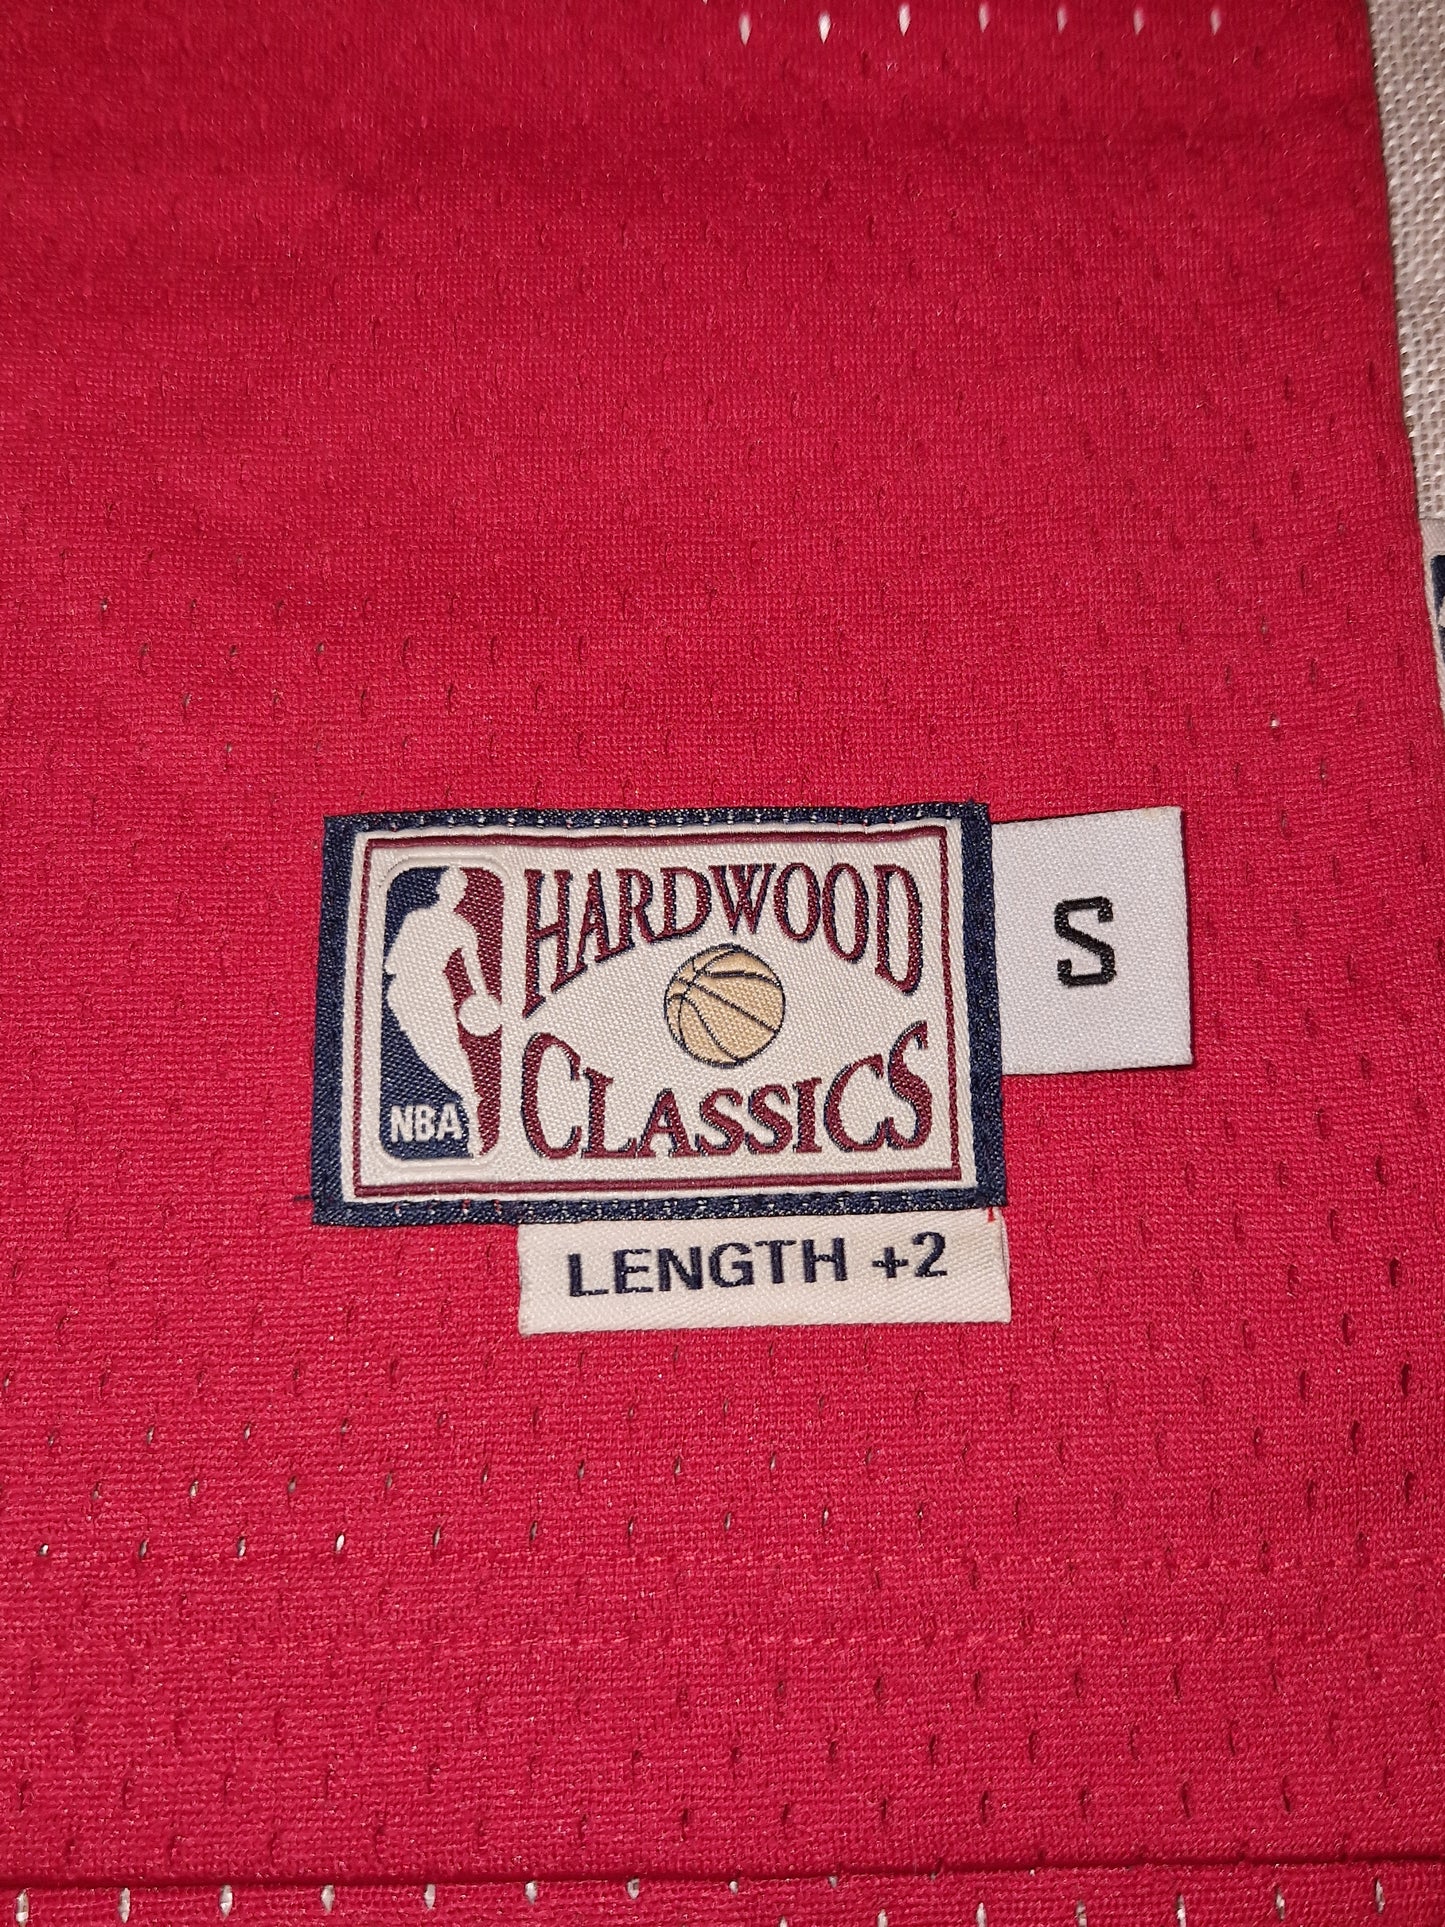 HARDWOOD
CLASSICS
NBA
S
LENGTH +2